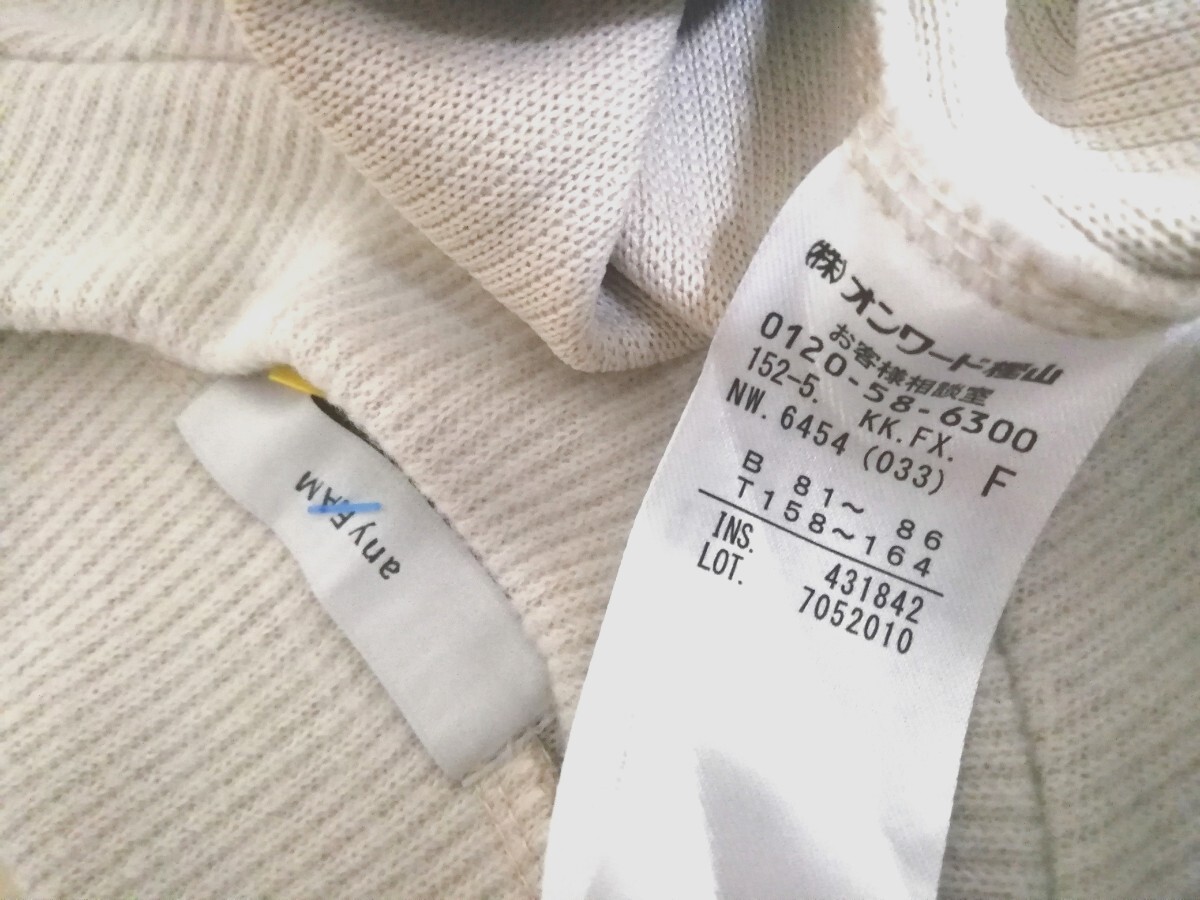 anyFAM
㈱オンワード樫山
お客様相談室
0120-58-6300
152-5. KK.FX.
NW. 6454 (033) F
B 81～ 86
T158～164
INS. 431842
LOT. 7052010